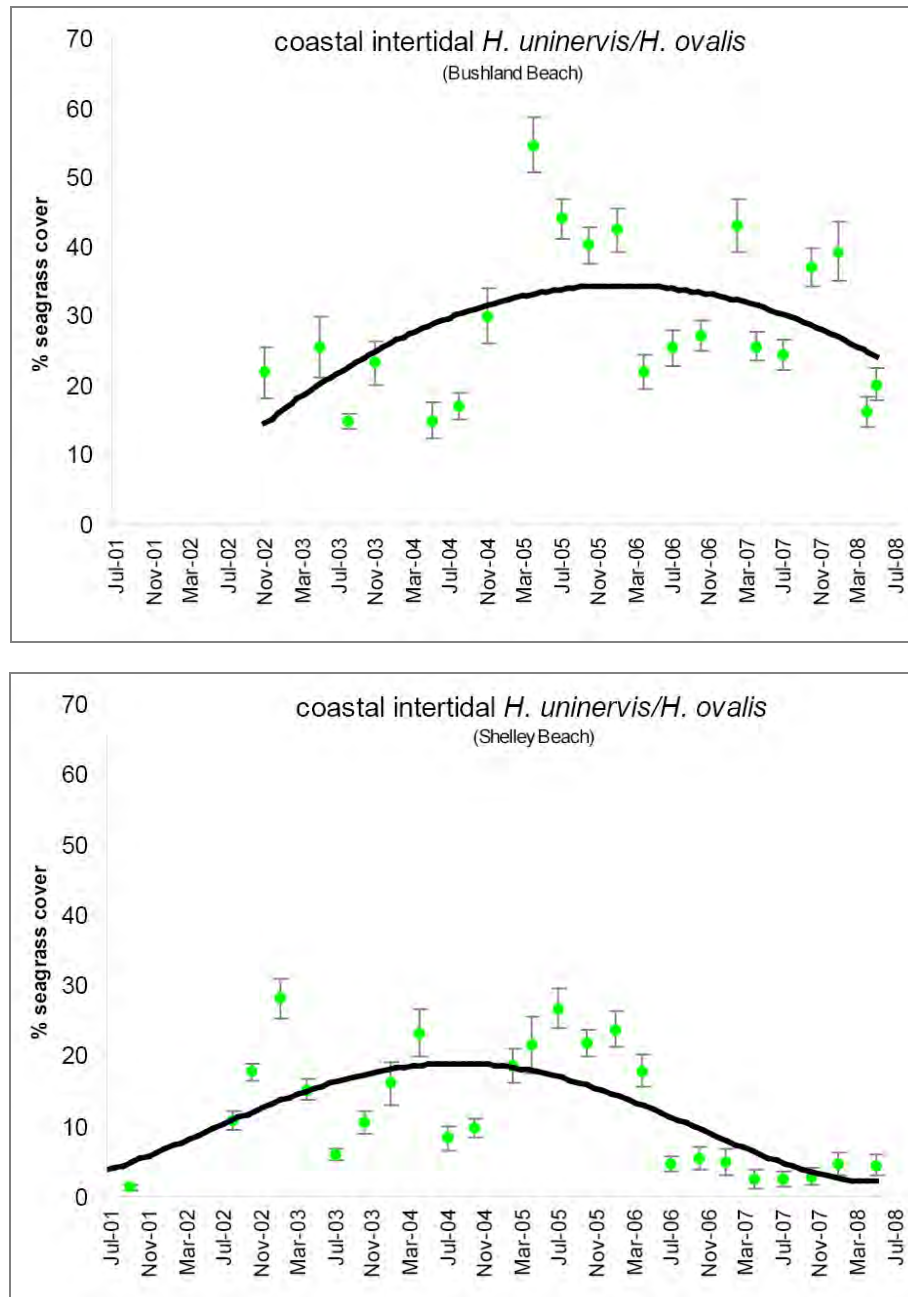 coastal intertidal H. uninervis/H. ovalis
(Bushland Beach)
70
60
50
40
30
20
10
0
% seagrass cover
Jul-01
Nov-01
Mar-02
Jul-02
Nov-02
Mar-03
Jul-03
Nov-03
Mar-04
Jul-04
Nov-04
Mar-05
Jul-05
Nov-05
Mar-06
Jul-06
Nov-06
Mar-07
Jul-07
Nov-07
Mar-08
Jul-08
coastal intertidal H. uninervis/H. ovalis
(Shelley Beach)
70
60
50
40
30
20
10
0
% seagrass cover
Jul-01
Nov-01
Mar-02
Jul-02
Nov-02
Mar-03
Jul-03
Nov-03
Mar-04
Jul-04
Nov-04
Mar-05
Jul-05
Nov-05
Mar-06
Jul-06
Nov-06
Mar-07
Jul-07
Nov-07
Mar-08
Jul-08